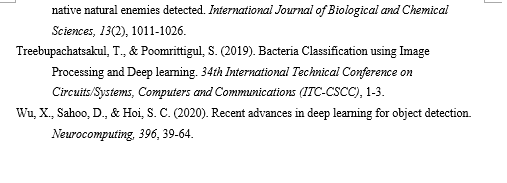 native natural enemies detected. International Journal of Biological and Chemical
Sciences, 13(2), 1011-1026.
Treebupachatsakul, T., & Poomrittigul, S. (2019). Bacteria Classification using Image
Processing and Deep learning. 34th International Technical Conference on
Circuits/Systems, Computers and Communications (ITC-CSCC), 1-3.
Wu, X., Sahoo, D., & Hoi, S. C. (2020). Recent advances in deep learning for object detection.
Neurocomputing, 396, 39-64.